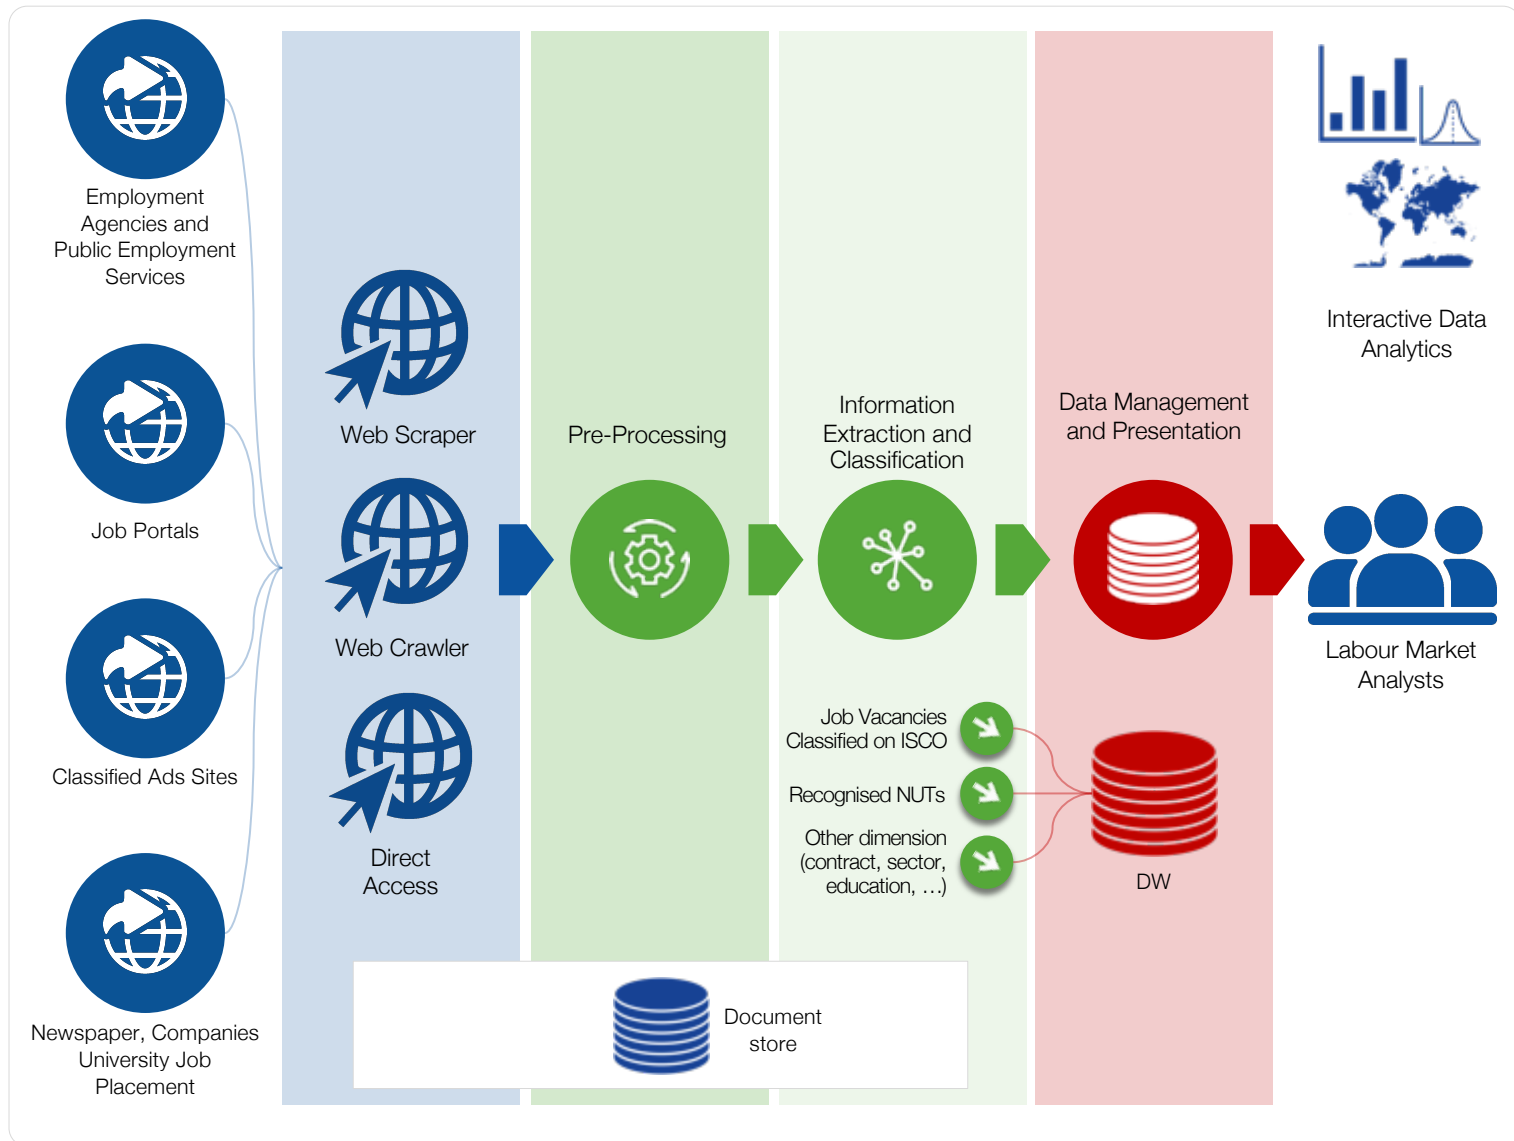 Employment
Agencies and
Public Employment
Services
Job Portals
Classified Ads Sites
Newspaper, Companies
University Job
Placement
Web Scraper
Web Crawler
Direct
Access
Pre-Processing
Information
Extraction and
Classification
Job Vacancies
Classified on ISCO
Recognised NUTs
Other dimension
(contract, sector,
education, ...)
Document
store
Data Management
and Presentation
DW
Interactive Data
Analytics
Labour Market
Analysts